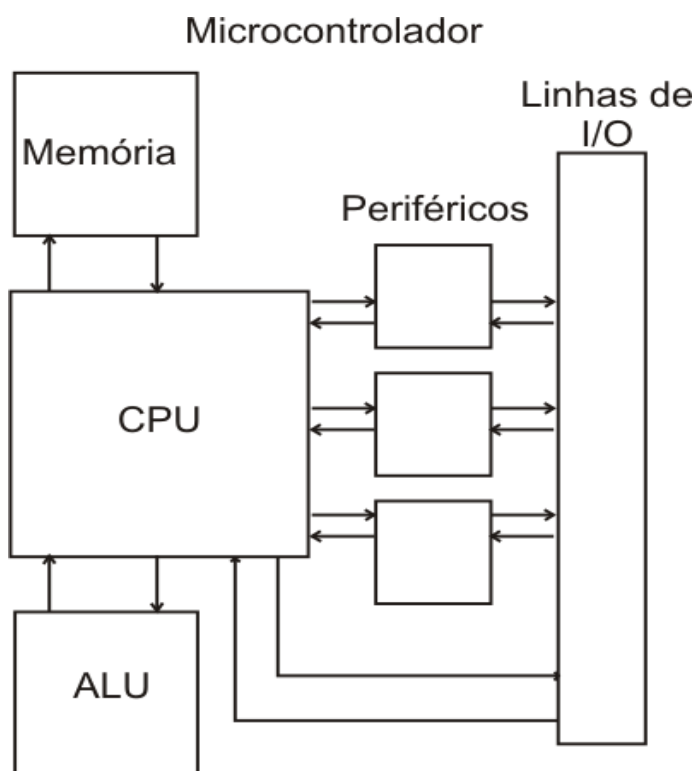 Microcontrolador
Linhas de
I/O
Memória
Periféricos
CPU
ALU